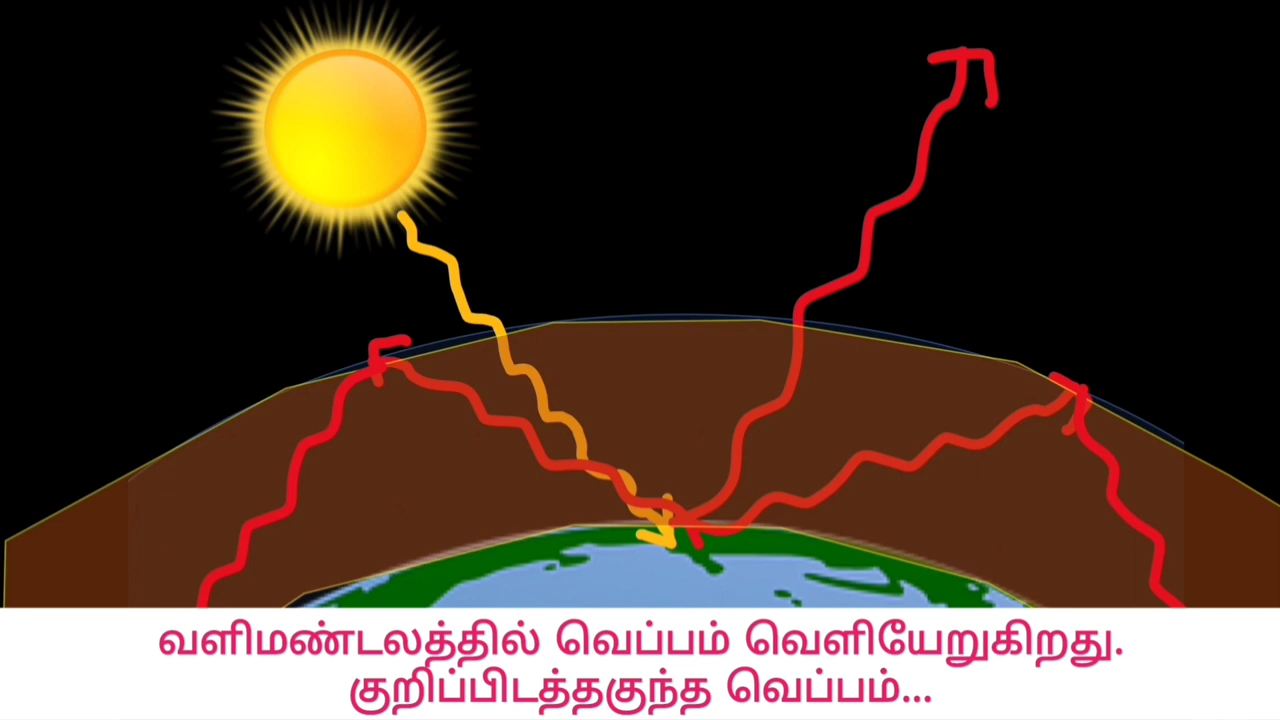 வளிமண்டலத்தில் வெப்பம் வெளியேறுகிறது.
குறிப்பிடத்தகுந்த வெப்பம்...